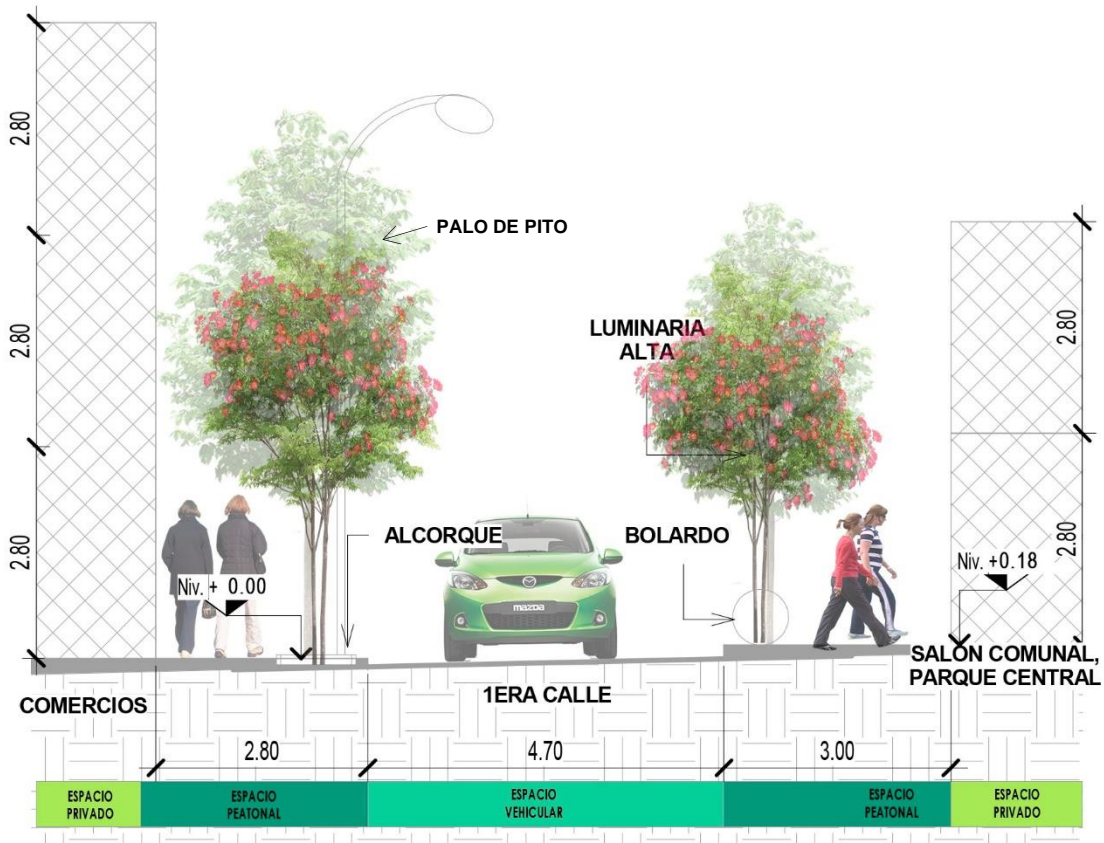 2.80
PALO DE PITO
LUMINARIA
ALTA
2.80
2.80
ALCORQUE
BOLARDO
2.80
Niv. + 0.00
mazda
Niv. +0.18
2.80
COMERCIOS
1ERA CALLE
SALÓN COMUNAL,
PARQUE CENTRAL
2.80
4.70
3.00
ESPACIO
PRIVADO
ESPACIO
PEATONAL
ESPACIO
VEHICULAR
ESPACIO
PEATONAL
ESPACIO
PRIVADO